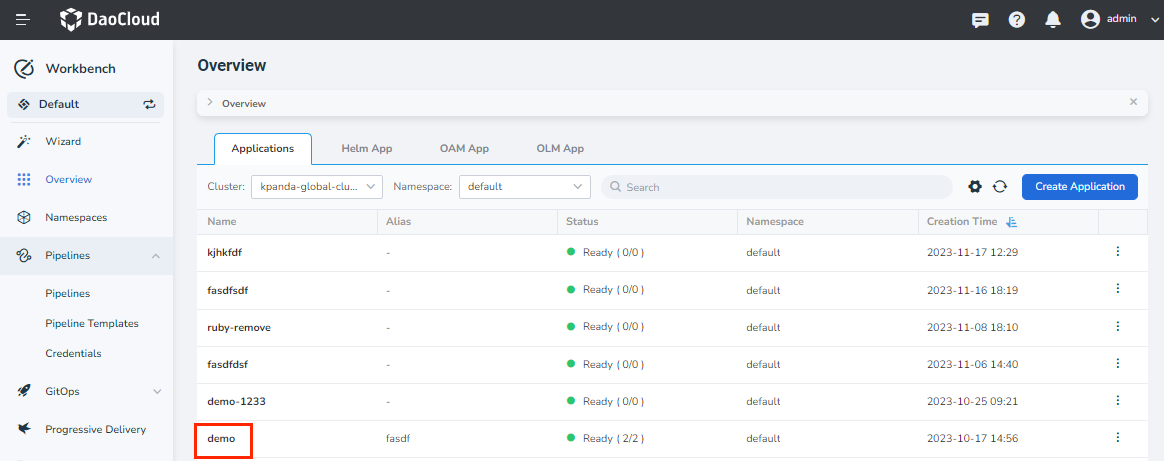 DaoCloud
admin
Workbench
Default
Wizard
Overview
Namespaces
Pipelines
Pipelines
Pipeline Templates
Credentials
GitOps
Progressive Delivery
Overview
Overview
Applications Helm App OAM App OLM App
Cluster: kpanda-global-clu... Namespace: default Search Create Application
Name Alias Status Namespace Creation Time
kjhkfdf - Ready ( 0/0 ) default 2023-11-17 12:29
fasdfsdf - Ready ( 0/0 ) default 2023-11-16 18:19
ruby-remove - Ready ( 0/0 ) default 2023-11-08 18:10
fasdfdsf - Ready ( 0/0 ) default 2023-11-06 14:40
demo-1233 - Ready ( 0/0 ) default 2023-10-25 09:21
demo fasdf Ready ( 2/2 ) default 2023-10-17 14:56